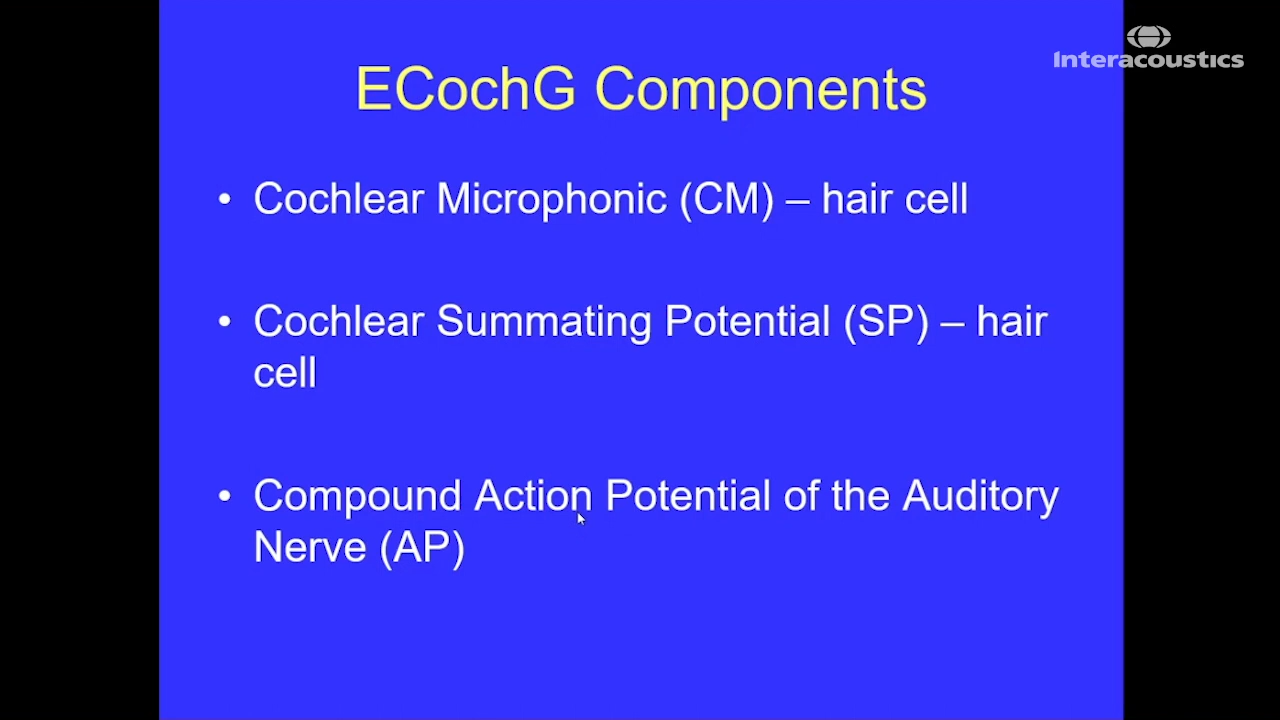 Interacoustics
ECochG Components
• Cochlear Microphonic (CM) – hair cell
• Cochlear Summating Potential (SP) – hair
cell
• Compound Action Potential of the Auditory
Nerve (AP)